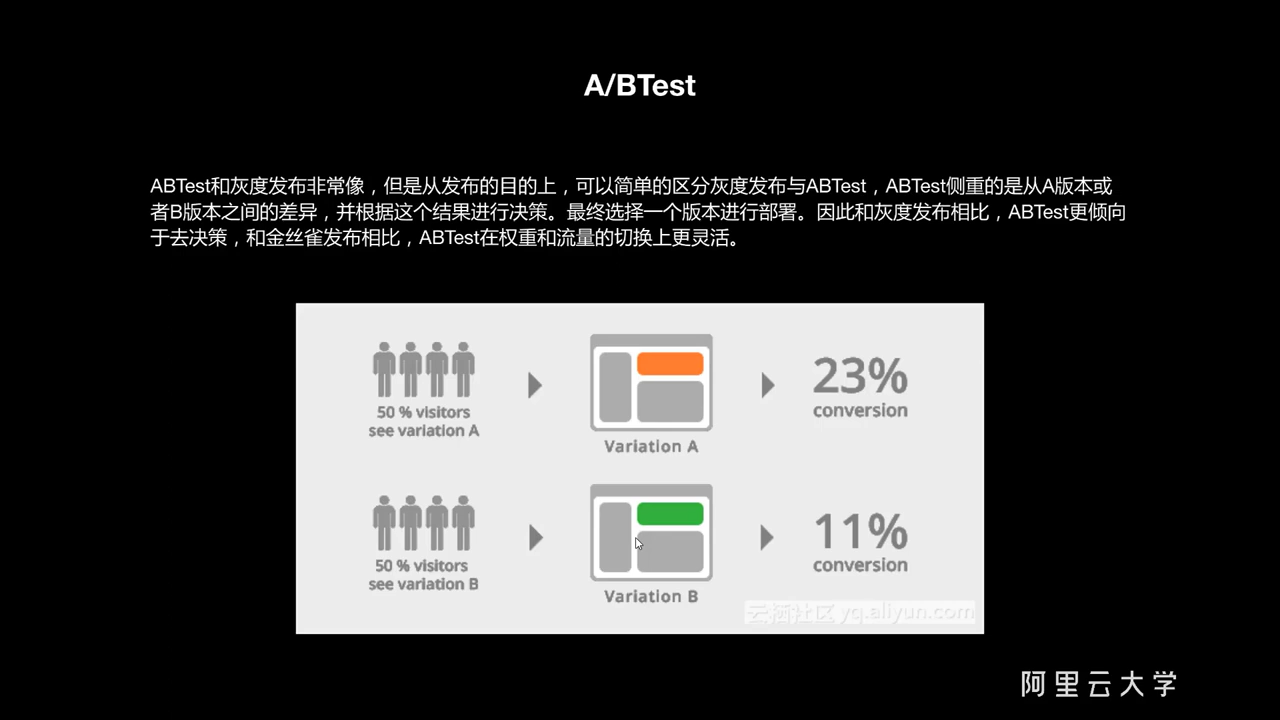 A/BTest
ABTest和灰度发布非常像，但是从发布的目的上，可以简单的区分灰度发布与ABTest，ABTest侧重的是从A版本或
者B版本之间的差异，并根据这个结果进行决策。最终选择一个版本进行部署。因此和灰度发布相比，ABTest更倾向
于去决策，和金丝雀发布相比，ABTest在权重和流量的切换上更灵活。
50 % visitors
see variation A
Variation A
23%
conversion
50 % visitors
see variation B
Variation B
11%
conversion
云栖社区 yq.aliyun.com
阿里云大学